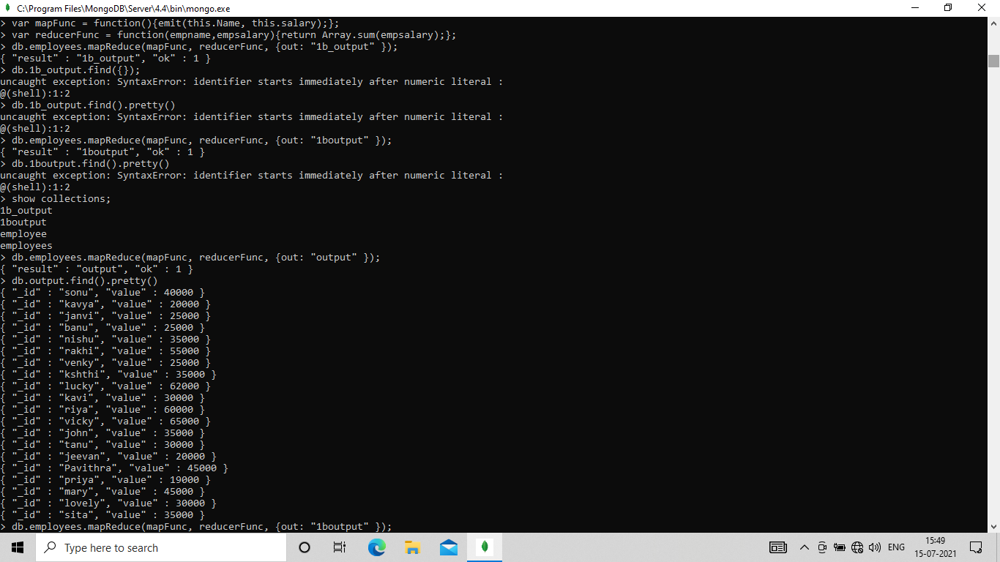 C:\Program Files\MongoDB\Server\4.4\bin\mongo.exe
> var mapFunc = function(){emit(this.Name, this.salary);};
> var reducerFunc = function(empname,empsalary){return Array.sum(empsalary);};
> db.employees.mapReduce(mapFunc, reducerFunc, {out: "1b_output" });
{ "result" : "1b_output", "ok" : 1 }
> db.1b_output.find({});
uncaught exception: SyntaxError: identifier starts immediately after numeric literal :
@(shell):1:2
> db.1b_output.find().pretty()
uncaught exception: SyntaxError: identifier starts immediately after numeric literal :
@(shell):1:2
> db.employees.mapReduce(mapFunc, reducerFunc, {out: "1boutput" });
{ "result" : "1boutput", "ok" : 1 }
> db.1boutput.find().pretty()
uncaught exception: SyntaxError: identifier starts immediately after numeric literal :
@(shell):1:2
> show collections;
1b_output
1boutput
employee
employees
> db.employees.mapReduce(mapFunc, reducerFunc, {out: "output" });
{ "result" : "output", "ok" : 1 }
> db.output.find().pretty()
{ "_id" : "sonu", "value" : 40000 }
{ "_id" : "kavya", "value" : 20000 }
{ "_id" : "janvi", "value" : 25000 }
{ "_id" : "banu", "value" : 25000 }
{ "_id" : "nishu", "value" : 35000 }
{ "_id" : "rakhi", "value" : 55000 }
{ "_id" : "venky", "value" : 25000 }
{ "_id" : "kshthi", "value" : 35000 }
{ "_id" : "lucky", "value" : 62000 }
{ "_id" : "kavi", "value" : 30000 }
{ "_id" : "riya", "value" : 60000 }
{ "_id" : "vicky", "value" : 65000 }
{ "_id" : "john", "value" : 35000 }
{ "_id" : "tanu", "value" : 30000 }
{ "_id" : "jeevan", "value" : 20000 }
{ "_id" : "Pavithra", "value" : 45000 }
{ "_id" : "priya", "value" : 19000 }
{ "_id" : "mary", "value" : 45000 }
{ "_id" : "lovely", "value" : 30000 }
{ "_id" : "sita", "value" : 35000 }
> db.employees.mapReduce(mapFunc, reducerFunc, {out: "1boutput" });
Type here to search
ENG
15:49
15-07-2021